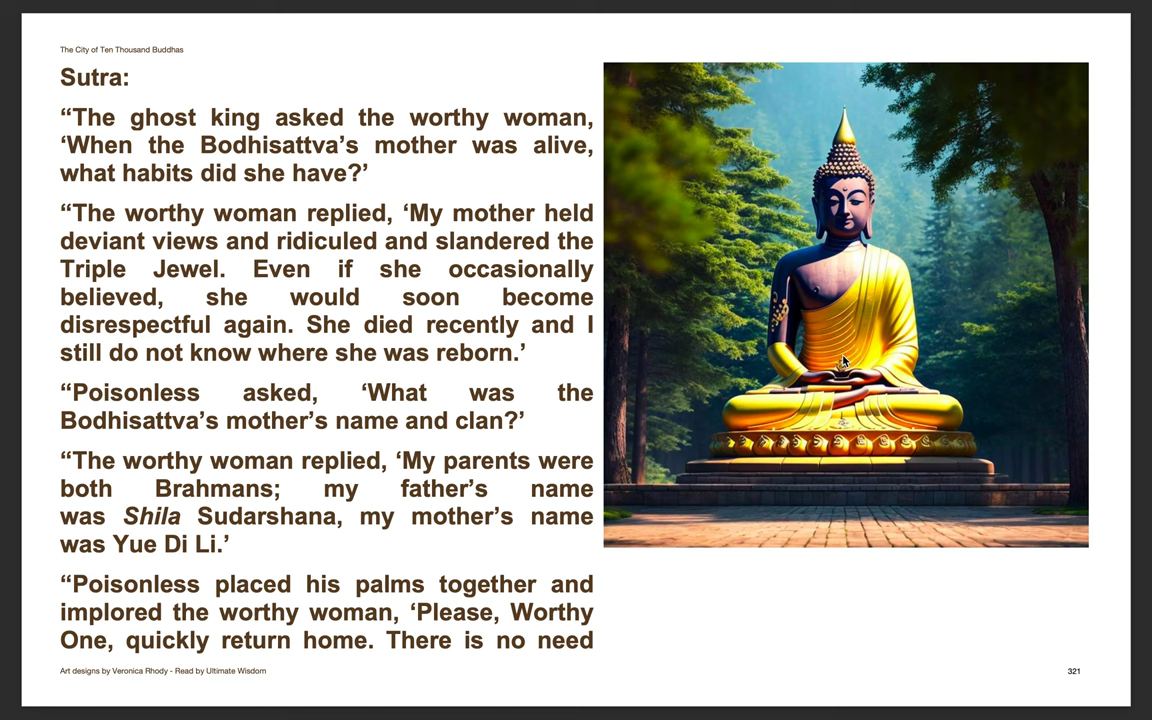 The City of Ten Thousand Buddhas
Sutra:
“The ghost king asked the worthy woman,
‘When the Bodhisattva’s mother was alive,
what habits did she have?’
“The worthy woman replied, ‘My mother held
deviant views and ridiculed and slandered the
Triple Jewel. Even if she occasionally
believed, she would soon become
disrespectful again. She died recently and I
still do not know where she was reborn.’
“Poisonless asked, ‘What was the
Bodhisattva’s mother’s name and clan?’
“The worthy woman replied, ‘My parents were
both Brahmans; my father’s name
was Shila Sudarshana, my mother’s name
was Yue Di Li.’
“Poisonless placed his palms together and
implored the worthy woman, ‘Please, Worthy
One, quickly return home. There is no need
Art designs by Veronica Rhody - Read by Ultimate Wisdom
321